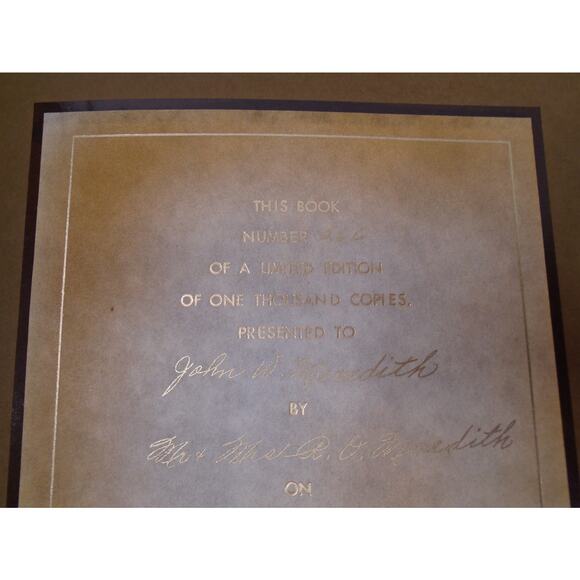 THIS BOOK
NUMBER
OF A LIMITED EDITION
OF ONE THOUSAND COPIES,
PRESENTED TO
John W. Meredith
BY
Mr + Mrs R. O. Meredith
ON